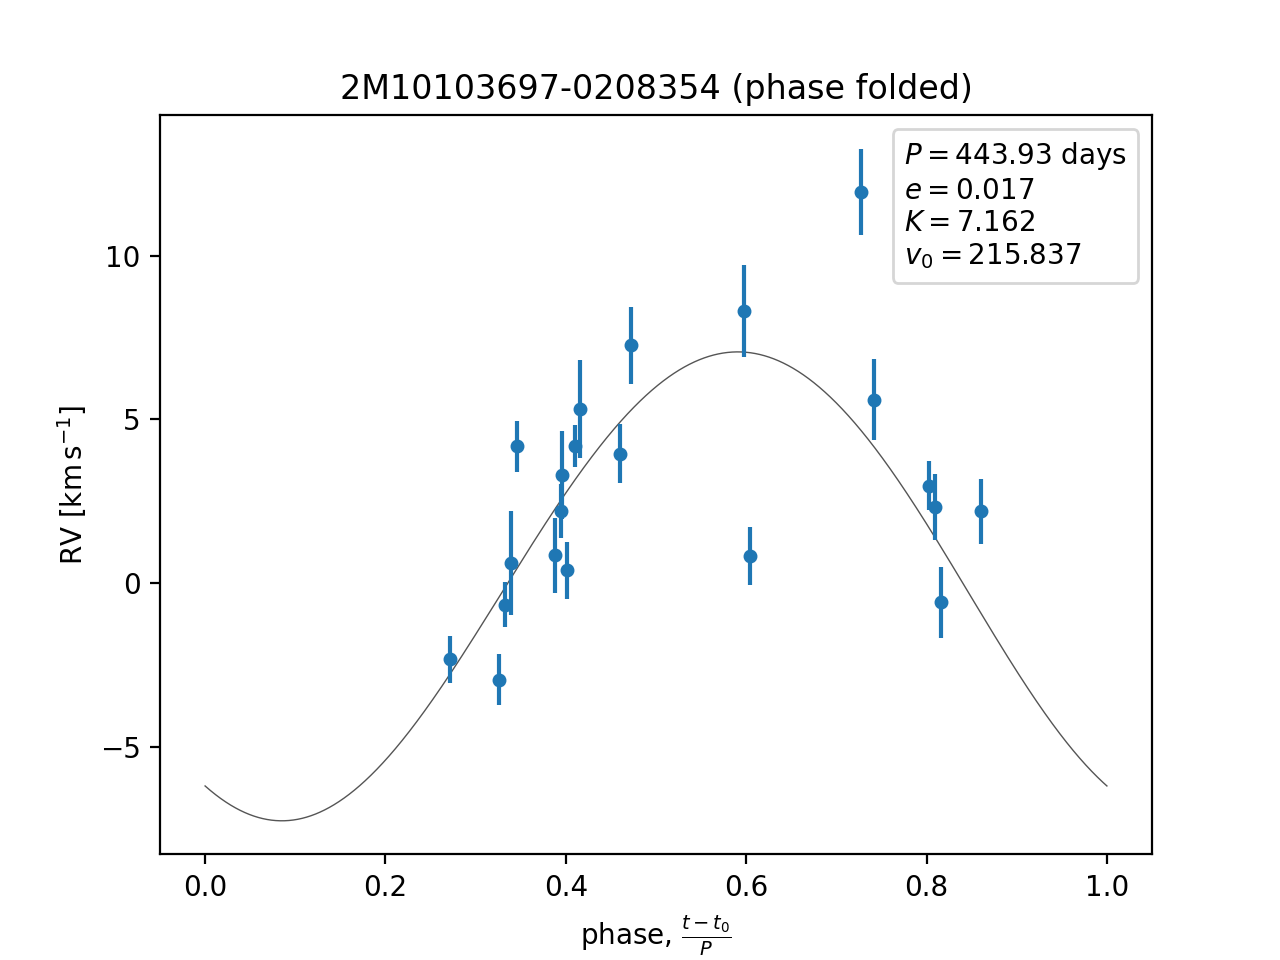 2M10103697-0208354 (phase folded)
P = 443.93 days
e = 0.017
K = 7.162
v₀ = 215.837
10
5
0
−5
RV [km s⁻¹]
0.0 0.2 0.4 0.6 0.8 1.0
phase, (t − t₀)/P